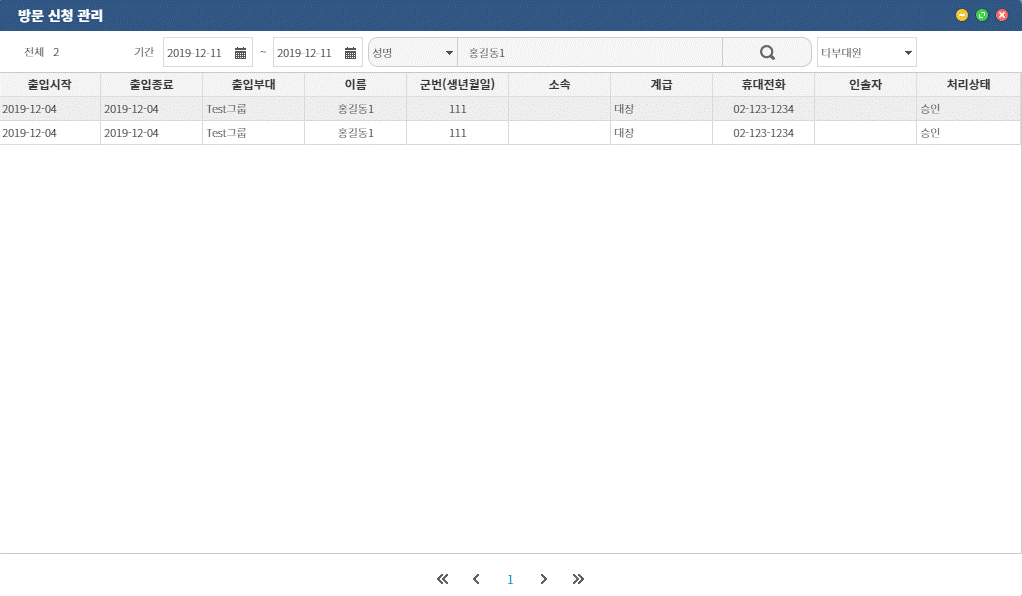 방문 신청 관리
전체 2 기간 2019-12-11 ~ 2019-12-11 성명 홍길동1 타부대원
출입시작 출입종료 출입부대 이름 군번(생년월일) 소속 계급 휴대전화 인솔자 처리상태
2019-12-04 2019-12-04 Test그룹 홍길동1 111 대장 02-123-1234 승인
2019-12-04 2019-12-04 Test그룹 홍길동1 111 대장 02-123-1234 승인
1